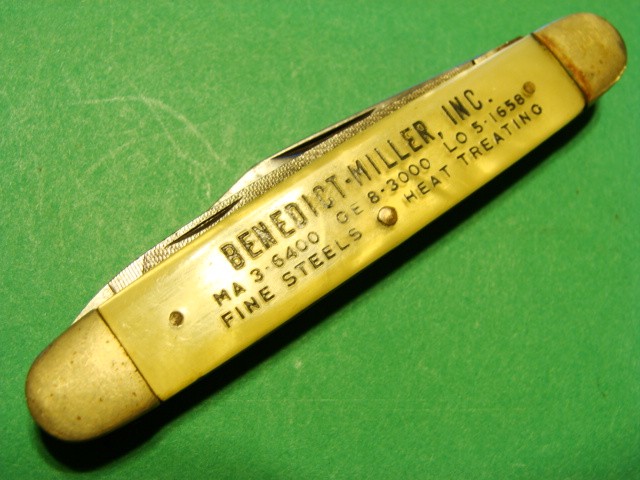 BENEDICT-MILLER, INC.
MA 3-6400 GE 8-3000 LO 5-1658
FINE STEELS HEAT TREATING